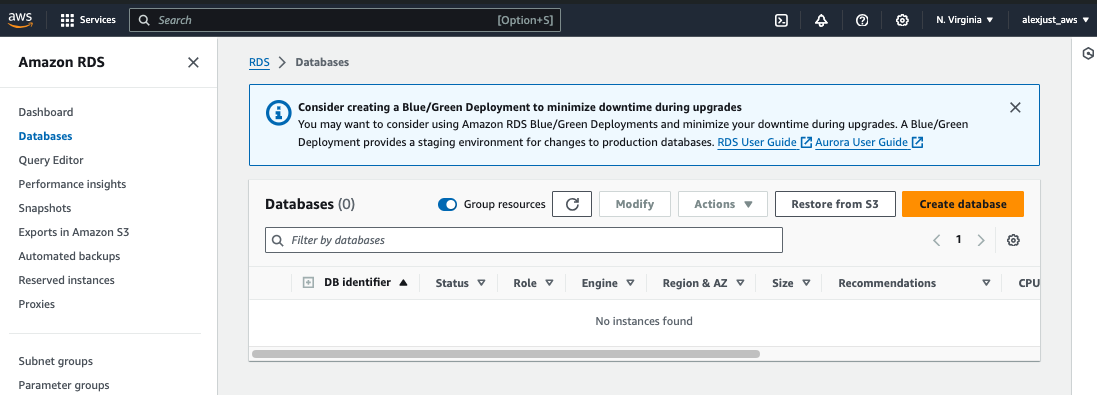 aws
Services
Search
[Option+S]
N. Virginia
alexjust_aws
Amazon RDS
Dashboard
Databases
Query Editor
Performance insights
Snapshots
Exports in Amazon S3
Automated backups
Reserved instances
Proxies
Subnet groups
Parameter groups
RDS > Databases
Consider creating a Blue/Green Deployment to minimize downtime during upgrades
You may want to consider using Amazon RDS Blue/Green Deployments and minimize your downtime during upgrades. A Blue/Green
Deployment provides a staging environment for changes to production databases. RDS User Guide Aurora User Guide
Databases (0)
Group resources
Modify
Actions
Restore from S3
Create database
Filter by databases
1
DB identifier
Status
Role
Engine
Region & AZ
Size
Recommendations
CPU
No instances found